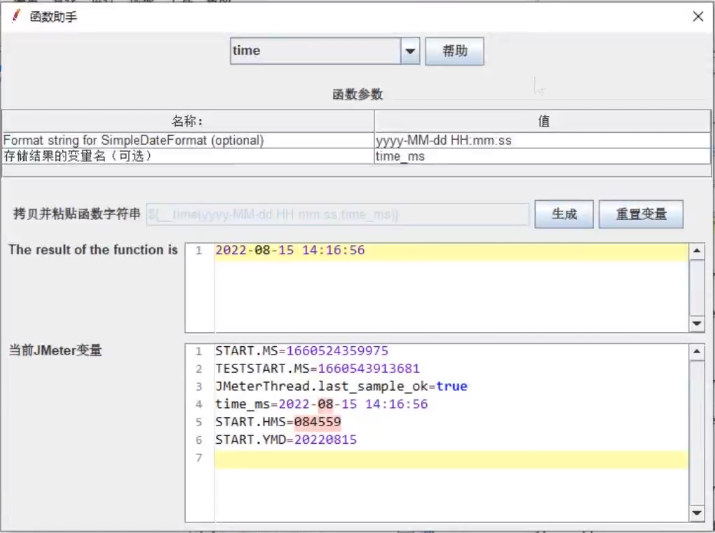 函数助手
time
帮助
函数参数
名称: 值
Format string for SimpleDateFormat (optional) yyyy-MM-dd HH:mm:ss
存储结果的变量名（可选） time_ms
拷贝并粘贴函数字符串 ${__time(yyyy-MM-dd HH:mm:ss,time_ms)} 生成 重置变量
The result of the function is
1 2022-08-15 14:16:56
当前JMeter变量
1 START.MS=1660524359975
2 TESTSTART.MS=1660543913681
3 JMeterThread.last_sample_ok=true
4 time_ms=2022-08-15 14:16:56
5 START.HMS=084559
6 START.YMD=20220815
7